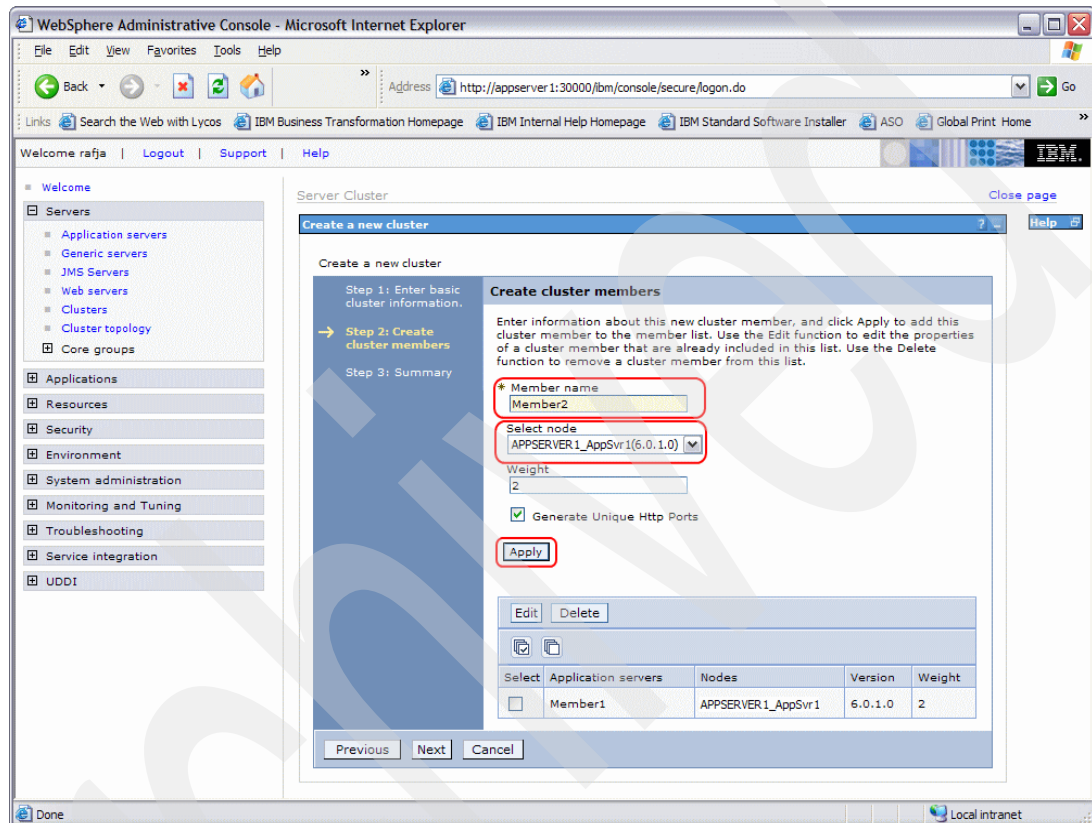 WebSphere Administrative Console - Microsoft Internet Explorer
File Edit View Favorites Tools Help
Back » Address http://appserver1:30000/ibm/console/secure/logon.do Go
Links Search the Web with Lycos IBM Business Transformation Homepage IBM Internal Help Homepage IBM Standard Software Installer ASO Global Print Home »
Welcome rafja | Logout | Support | Help IBM.
Welcome
Servers
Application servers
Generic servers
JMS Servers
Web servers
Clusters
Cluster topology
Core groups
Applications
Resources
Security
Environment
System administration
Monitoring and Tuning
Troubleshooting
Service integration
UDDI
Server Cluster Close page
Create a new cluster ? - Help
Create a new cluster
Step 1: Enter basic
cluster information.
Step 2: Create
cluster members
Step 3: Summary
Create cluster members
Enter information about this new cluster member, and click Apply to add this
cluster member to the member list. Use the Edit function to edit the properties
of a cluster member that are already included in this list. Use the Delete
function to remove a cluster member from this list.
* Member name
Member2
Select node
APPSERVER1_AppSvr1(6.0.1.0)
Weight
2
Generate Unique Http Ports
Apply
Edit Delete
Select Application servers Nodes Version Weight
Member1 APPSERVER1_AppSvr1 6.0.1.0 2
Previous Next Cancel
Done Local intranet